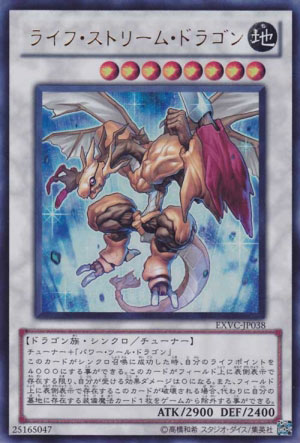 ライフ・ストリーム・ドラゴン
地
EXVC-JP038
【ドラゴン族・シンクロ／チューナー】
チューナー＋「パワー・ツール・ドラゴン」
このカードがシンクロ召喚に成功した時、自分のライフポイントを
４０００にする事ができる。このカードがフィールド上に表側表示で
存在する限り、自分が受ける効果ダメージは０になる。また、フィールド
上に表側表示で存在するこのカードが破壊される場合、代わりに自分の
墓地に存在する装備魔法カード１枚をゲームから除外する事ができる。
ATK/2900 DEF/2400
25165047
©高橋和希 スタジオ・ダイス/集英社